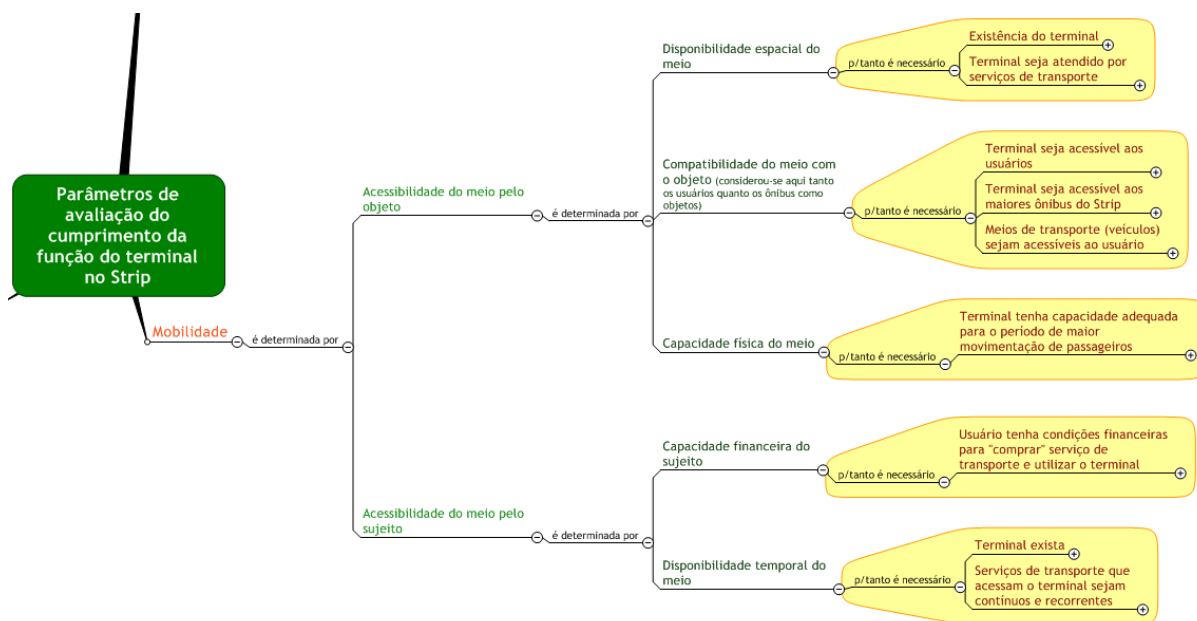 Parâmetros de
avaliação do
cumprimento da
função do terminal
no Strip
Mobilidade
é determinada por
Acessibilidade do meio pelo
objeto
é determinada por
Disponibilidade espacial do
meio
p/tanto é necessário
Existência do terminal
Terminal seja atendido por
serviços de transporte
Compatibilidade do meio com
o objeto (considerou-se aqui tanto
os usuários quanto os ônibus como
objetos)
p/tanto é necessário
Terminal seja acessível aos
usuários
Terminal seja acessível aos
maiores ônibus do Strip
Meios de transporte (veículos)
sejam acessíveis ao usuário
Capacidade física do meio
p/tanto é necessário
Terminal tenha capacidade adequada
para o período de maior
movimentação de passageiros
Acessibilidade do meio pelo
sujeito
é determinada por
Capacidade financeira do
sujeito
p/tanto é necessário
Usuário tenha condições financeiras
para "comprar" serviço de
transporte e utilizar o terminal
Disponibilidade temporal do
meio
p/tanto é necessário
Terminal exista
Serviços de transporte que
acessam o terminal sejam
contínuos e recorrentes